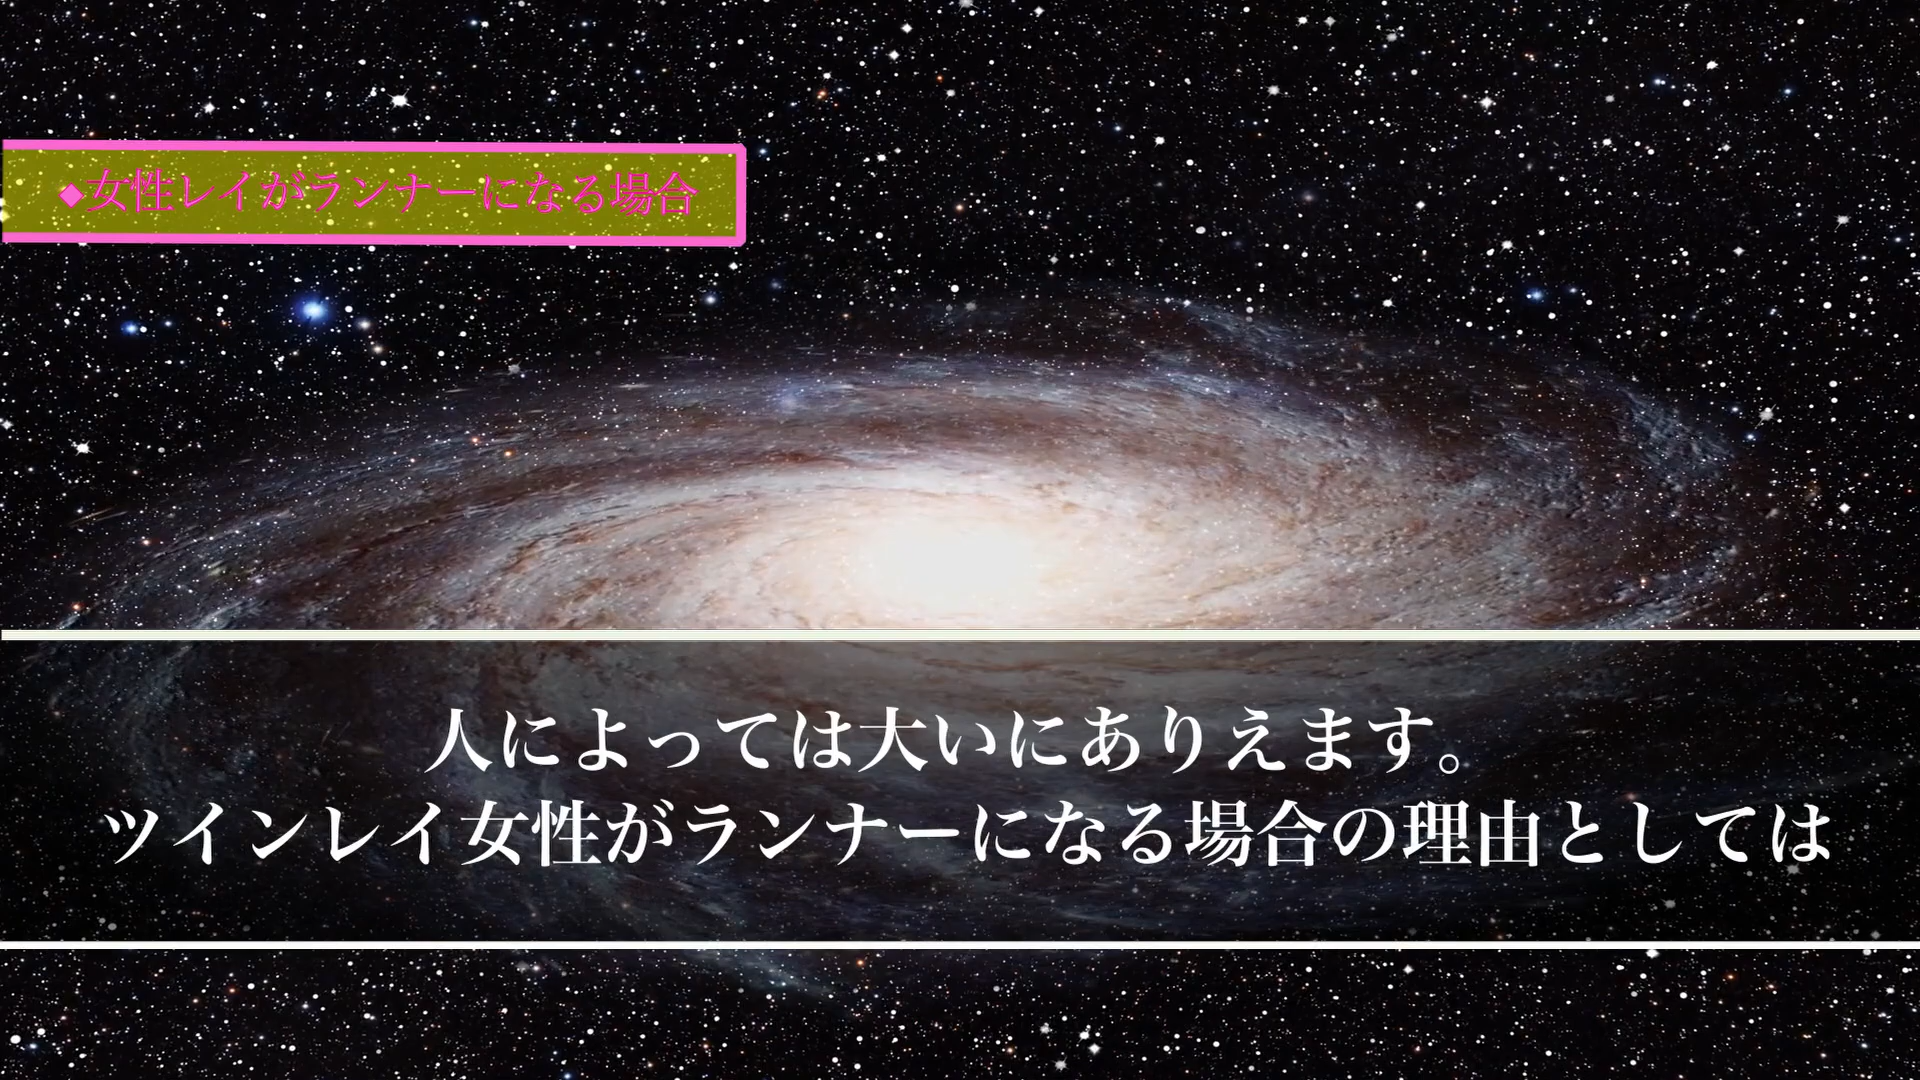 ◆女性レイがランナーになる場合
人によっては大いにありえます。
ツインレイ女性がランナーになる場合の理由としては